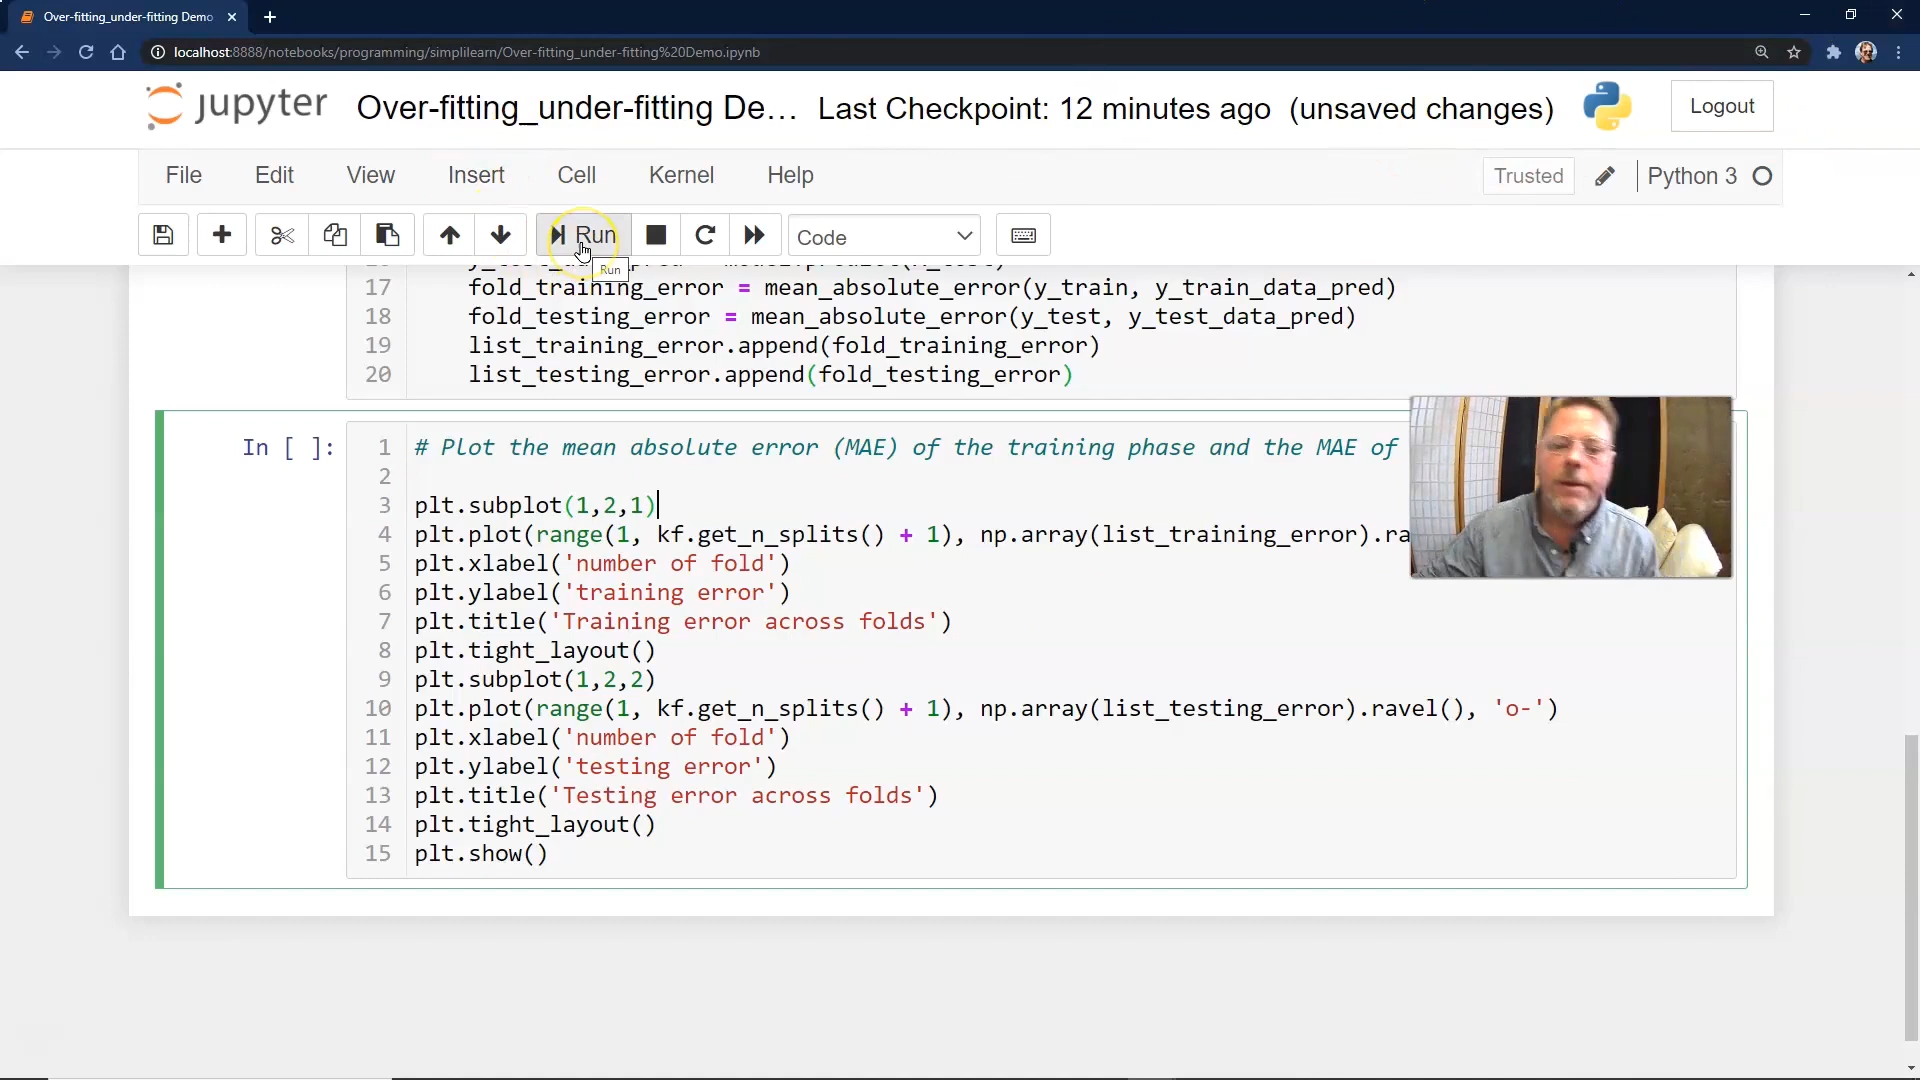 Over-fitting_under-fitting Demo
localhost:8888/notebooks/programming/simplilearn/Over-fitting_under-fitting%20Demo.ipynb
jupyter Over-fitting_under-fitting De... Last Checkpoint: 12 minutes ago (unsaved changes) Logout
File Edit View Insert Cell Kernel Help Trusted Python 3
Run Code
Run
17 fold_training_error = mean_absolute_error(y_train, y_train_data_pred)
18 fold_testing_error = mean_absolute_error(y_test, y_test_data_pred)
19 list_training_error.append(fold_training_error)
20 list_testing_error.append(fold_testing_error)
In [ ]: 1 # Plot the mean absolute error (MAE) of the training phase and the MAE of
2
3 plt.subplot(1,2,1)
4 plt.plot(range(1, kf.get_n_splits() + 1), np.array(list_training_error).ra
5 plt.xlabel('number of fold')
6 plt.ylabel('training error')
7 plt.title('Training error across folds')
8 plt.tight_layout()
9 plt.subplot(1,2,2)
10 plt.plot(range(1, kf.get_n_splits() + 1), np.array(list_testing_error).ravel(), 'o-')
11 plt.xlabel('number of fold')
12 plt.ylabel('testing error')
13 plt.title('Testing error across folds')
14 plt.tight_layout()
15 plt.show()